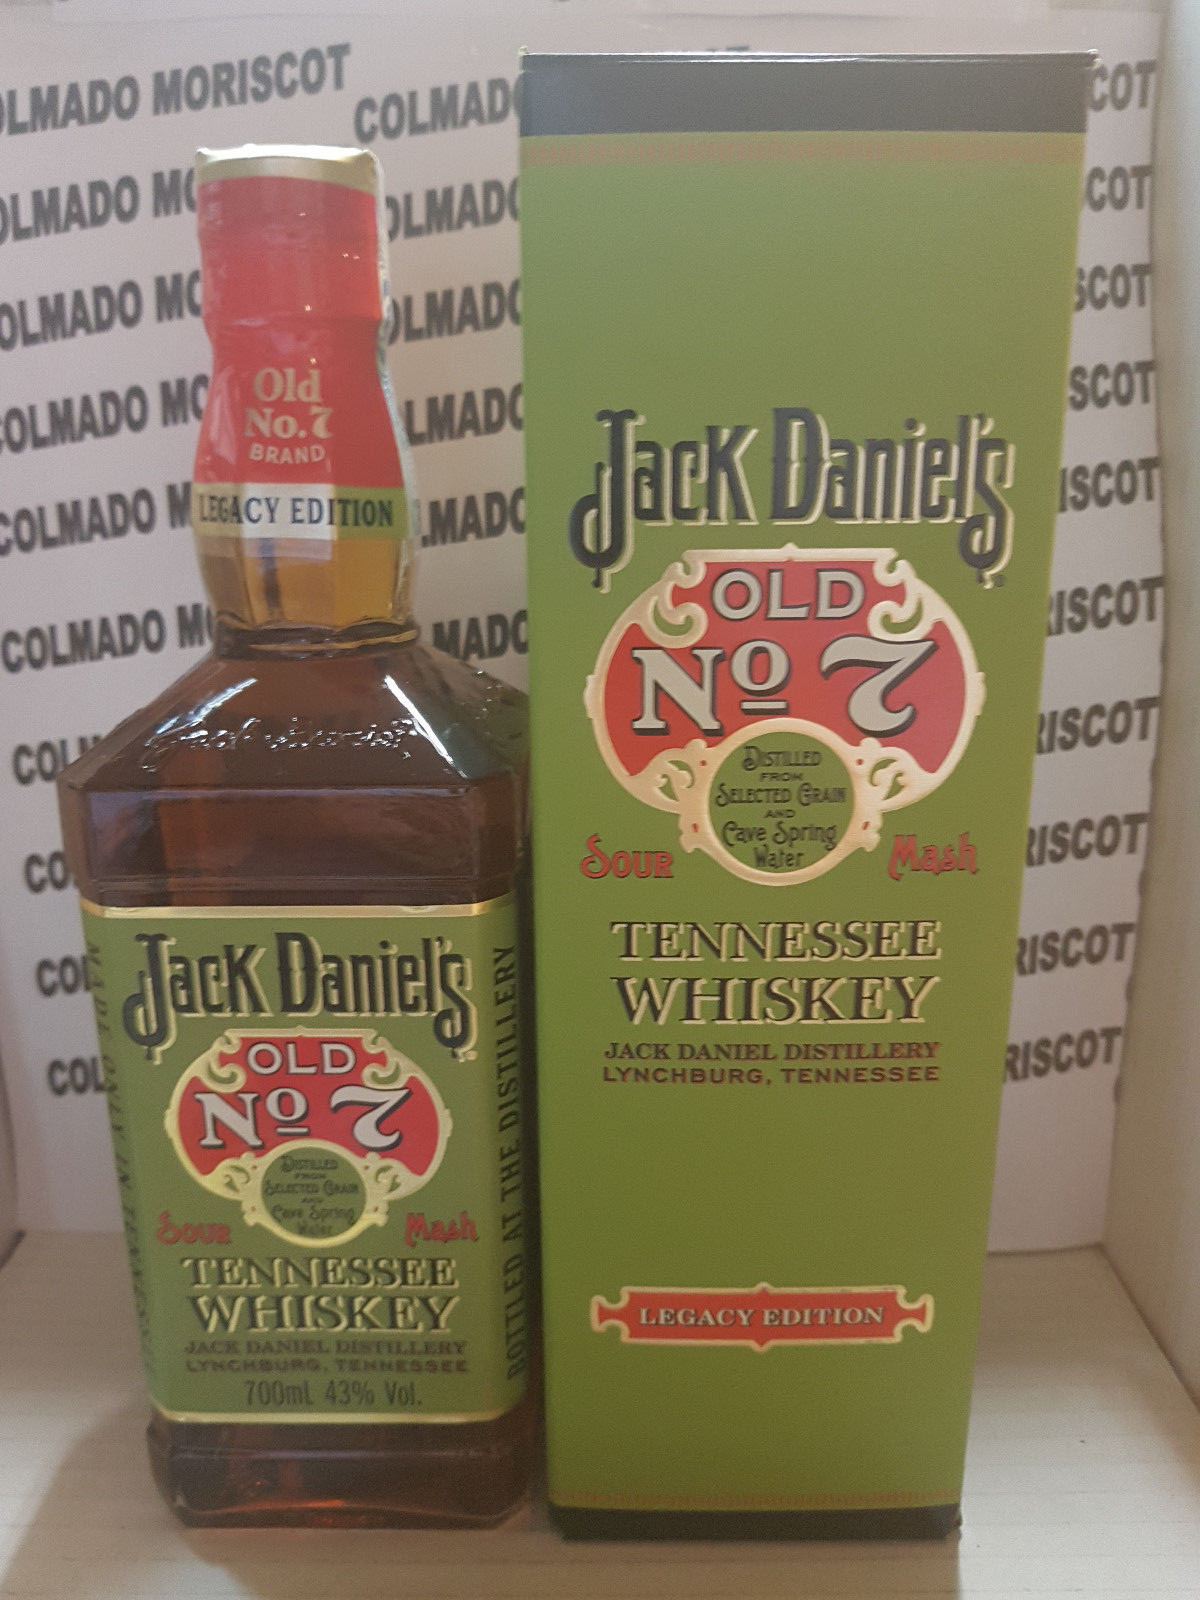 COLMADO MORISCOT
Old
No.7
BRAND
LEGACY EDITION
Jack Daniel's
OLD
No 7
DISTILLED
FROM
SELECTED GRAIN
AND
Cave Spring
Water
Sour Mash
TENNESSEE
WHISKEY
JACK DANIEL DISTILLERY
LYNCHBURG, TENNESSEE
700mL 43% Vol.
BOTTLED AT THE DISTILLERY
Jack Daniel's
OLD
No 7
DISTILLED
FROM
SELECTED GRAIN
AND
Cave Spring
Water
Sour Mash
TENNESSEE
WHISKEY
JACK DANIEL DISTILLERY
LYNCHBURG, TENNESSEE
LEGACY EDITION